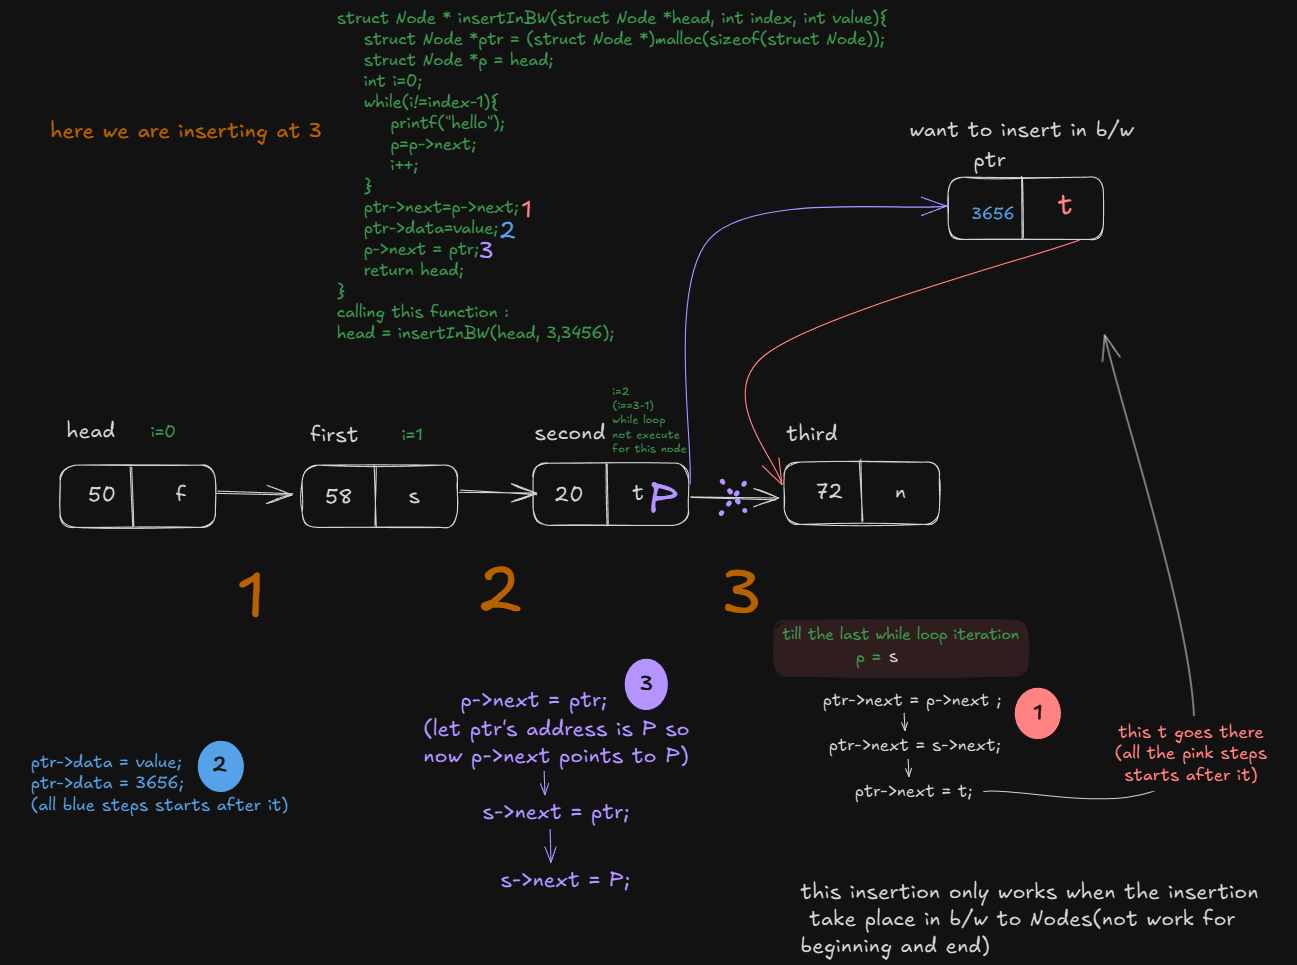 struct Node * insertInBW(struct Node *head, int index, int value){
struct Node *ptr = (struct Node *)malloc(sizeof(struct Node));
struct Node *p = head;
int i=0;
while(i!=index-1){
printf("hello");
p=p->next;
i++;
}
ptr->next=p->next; 1
ptr->data=value; 2
p->next = ptr; 3
return head;
}
calling this function :
head = insertInBW(head, 3,3456);
here we are inserting at 3
want to insert in b/w
ptr
3656 t
i=2
(i==3-1)
while loop
not execute
for this node
head i=0 first i=1 second third
50 f 58 s 20 t P 72 n
1 2 3
till the last while loop iteration
p = s
ptr->next = p->next ; 1
ptr->next = s->next;
ptr->next = t;
this t goes there
(all the pink steps
starts after it)
p->next = ptr; 3
(let ptr's address is P so
now p->next points to P)
s->next = ptr;
s->next = P;
ptr->data = value; 2
ptr->data = 3656;
(all blue steps starts after it)
this insertion only works when the insertion
take place in b/w to Nodes(not work for
beginning and end)